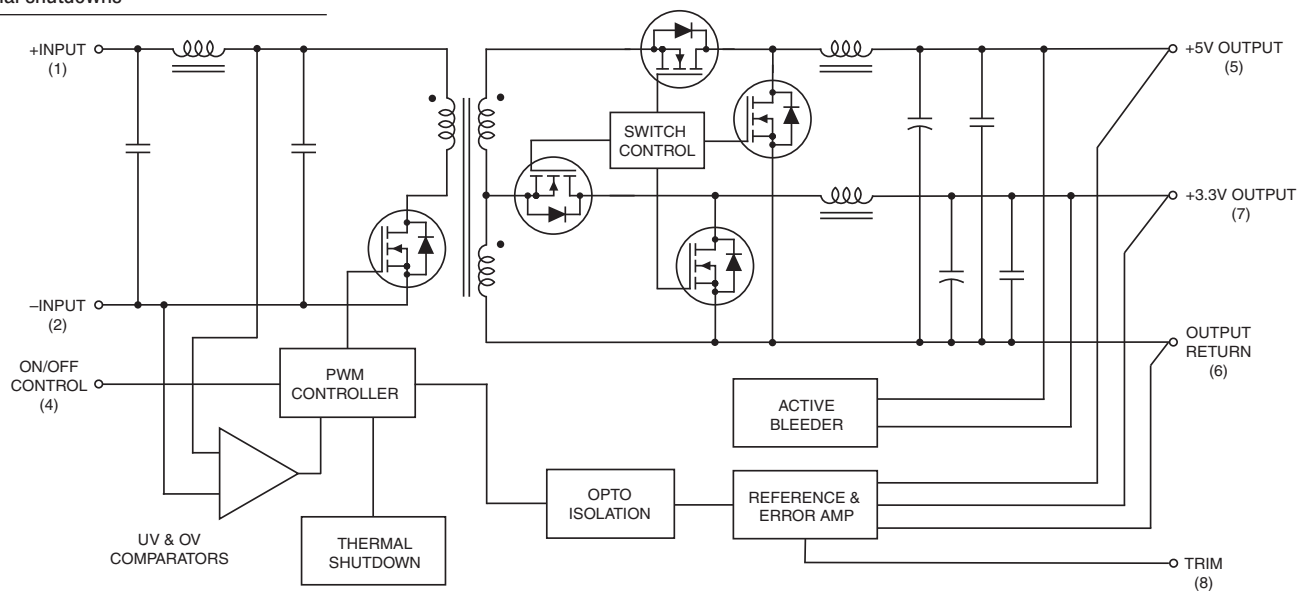 +INPUT
(1)
–INPUT
(2)
ON/OFF
CONTROL
(4)
UV & OV
COMPARATORS
PWM
CONTROLLER
THERMAL
SHUTDOWN
SWITCH
CONTROL
OPTO
ISOLATION
ACTIVE
BLEEDER
REFERENCE &
ERROR AMP
+5V OUTPUT
(5)
+3.3V OUTPUT
(7)
OUTPUT
RETURN
(6)
TRIM
(8)